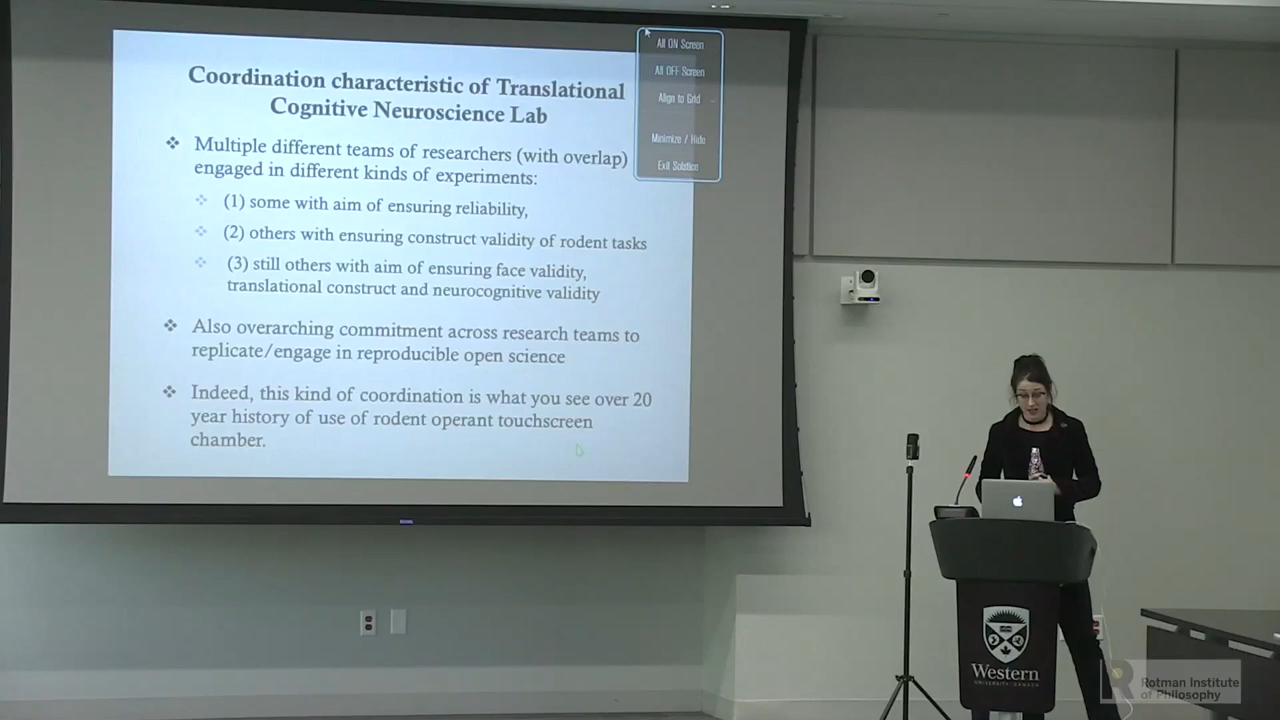 Coordination characteristic of Translational
Cognitive Neuroscience Lab
Multiple different teams of researchers (with overlap)
engaged in different kinds of experiments:
(1) some with aim of ensuring reliability,
(2) others with ensuring construct validity of rodent tasks
(3) still others with aim of ensuring face validity,
translational construct and neurocognitive validity
Also overarching commitment across research teams to
replicate/engage in reproducible open science
Indeed, this kind of coordination is what you see over 20
year history of use of rodent operant touchscreen
chamber.
All ON Screen
All OFF Screen
Align to Grid
Minimize / Hide
Exit Solstice
Western
UNIVERSITY · CANADA
R
Rotman Institute
of Philosophy